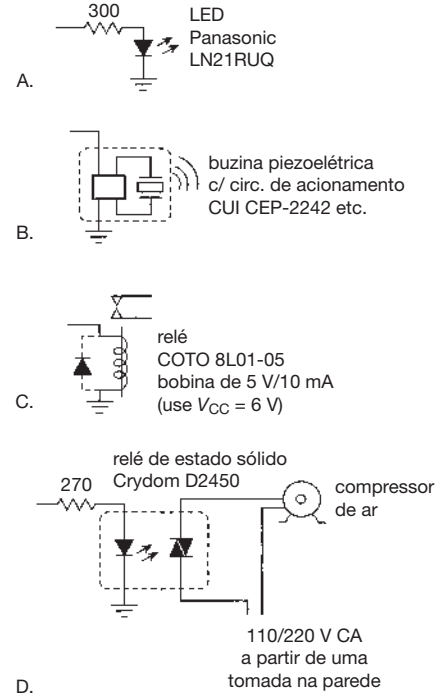 300
LED
Panasonic
LN21RUQ
A.
buzina piezoelétrica
c/ circ. de acionamento
CUI CEP-2242 etc.
B.
relé
COTO 8L01-05
bobina de 5 V/10 mA
(use VCC = 6 V)
C.
relé de estado sólido
Crydom D2450
270
compressor
de ar
110/220 V CA
a partir de uma
tomada na parede
D.